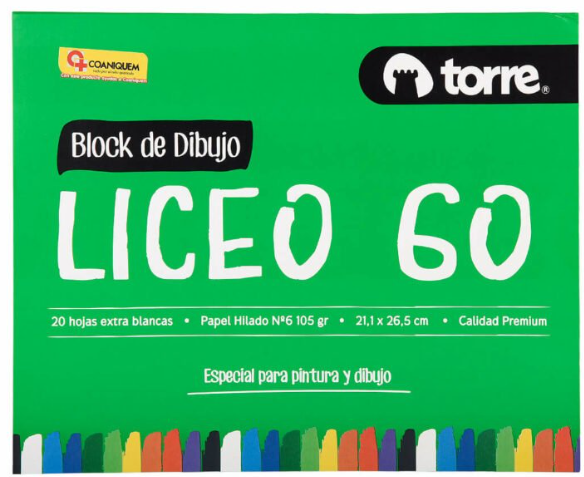 COANIQUEM
torre®
Block de Dibujo
LICEO 60
20 hojas extra blancas • Papel Hilado Nº6 105 gr • 21,1 x 26,5 cm • Calidad Premium
Especial para pintura y dibujo